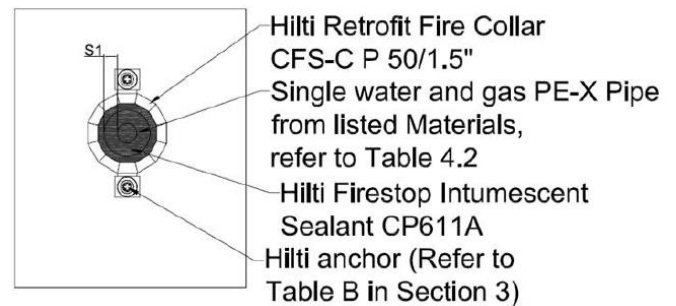 S1
Hilti Retrofit Fire Collar
CFS-C P 50/1.5"
Single water and gas PE-X Pipe
from listed Materials,
refer to Table 4.2
Hilti Firestop Intumescent
Sealant CP611A
Hilti anchor (Refer to
Table B in Section 3)